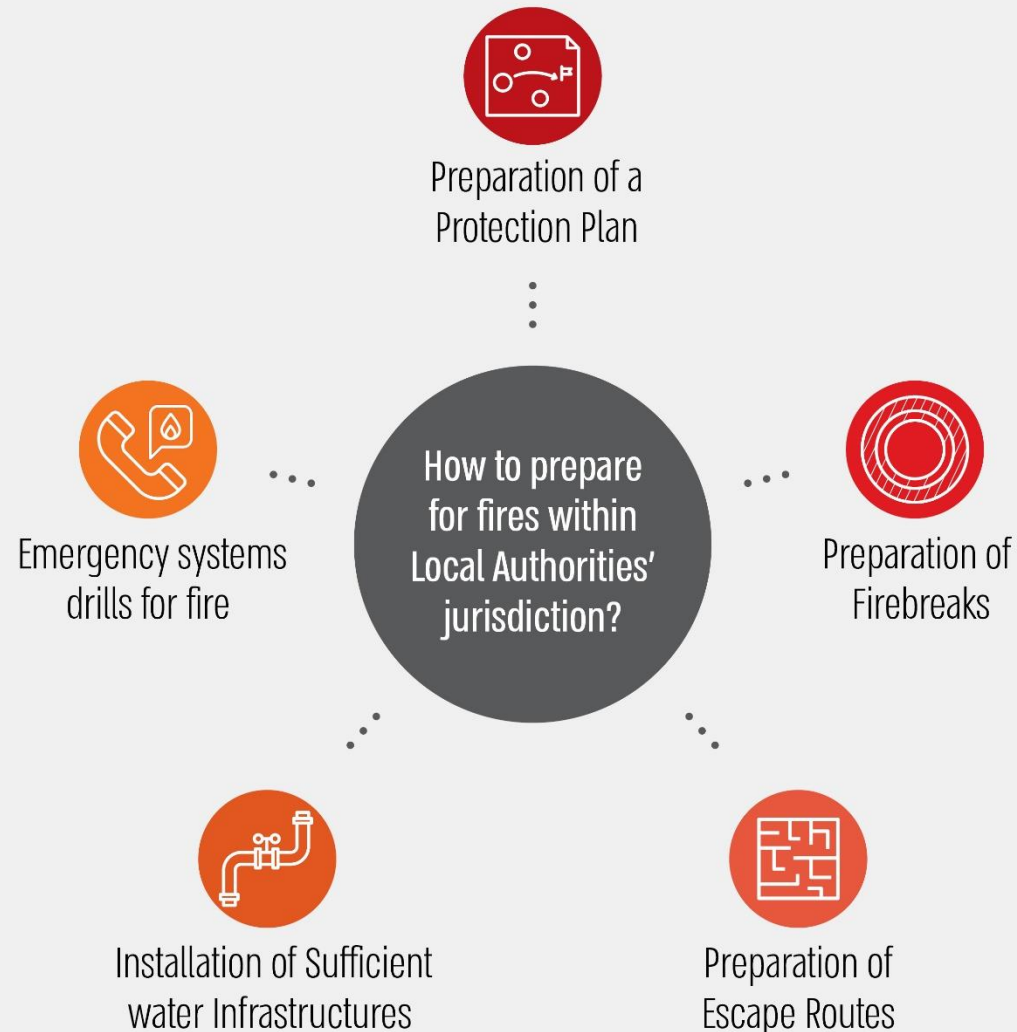 Preparation of a
Protection Plan
Emergency systems
drills for fire
How to prepare
for fires within
Local Authorities'
jurisdiction?
Preparation of
Firebreaks
Installation of Sufficient
water Infrastructures
Preparation of
Escape Routes